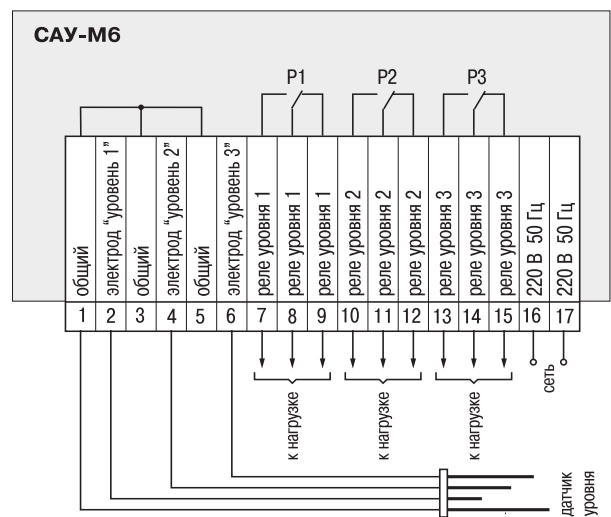 САУ-М6
P1
P2
P3
общий
электрод “уровень 1”
общий
электрод “уровень 2”
общий
электрод “уровень 3”
реле уровня 1
реле уровня 1
реле уровня 1
реле уровня 2
реле уровня 2
реле уровня 2
реле уровня 3
реле уровня 3
реле уровня 3
220 В 50 Гц
220 В 50 Гц
1 2 3 4 5 6 7 8 9 10 11 12 13 14 15 16 17
к нагрузке
к нагрузке
к нагрузке
сеть
датчик
уровня